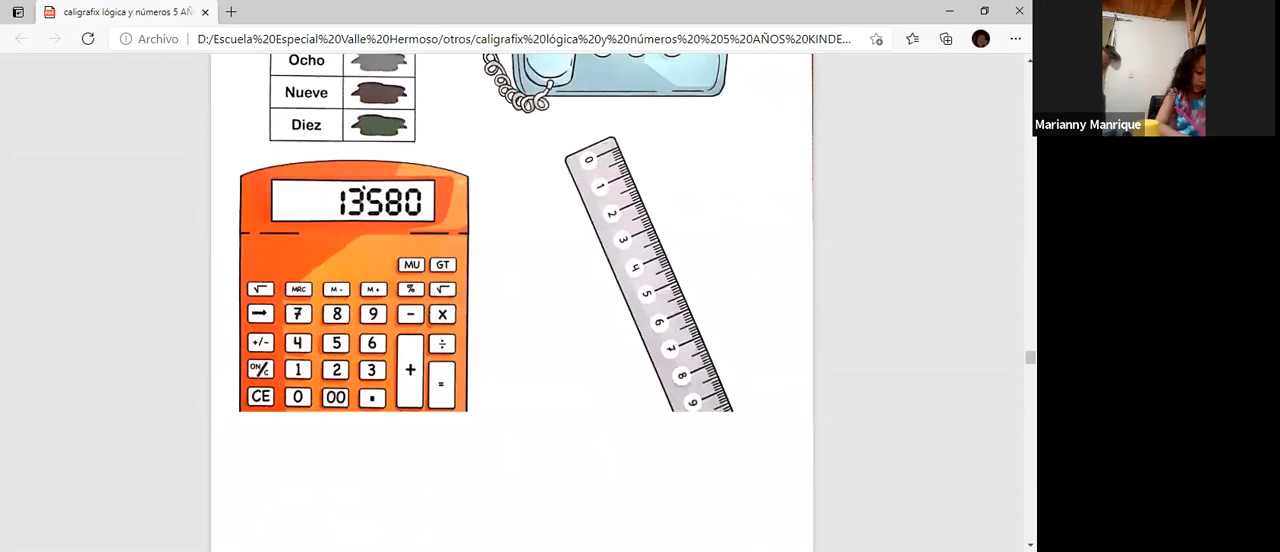 caligrafix lógica y números 5 AÑ
Archivo
D:/Escuela%20Especial%20Valle%20Hermoso/otros/caligrafix%20lógica%20y%20números%20%205%20AÑOS%20KINDE...
Marianny Manrique
Ocho
Nueve
Diez
13580
MU GT
√ MRC M- M+ % √
→ 7 8 9 - X
+/- 4 5 6 ÷
ON/C 1 2 3 + =
CE 0 00 .
0
1
2
3
4
5
6
7
8
9